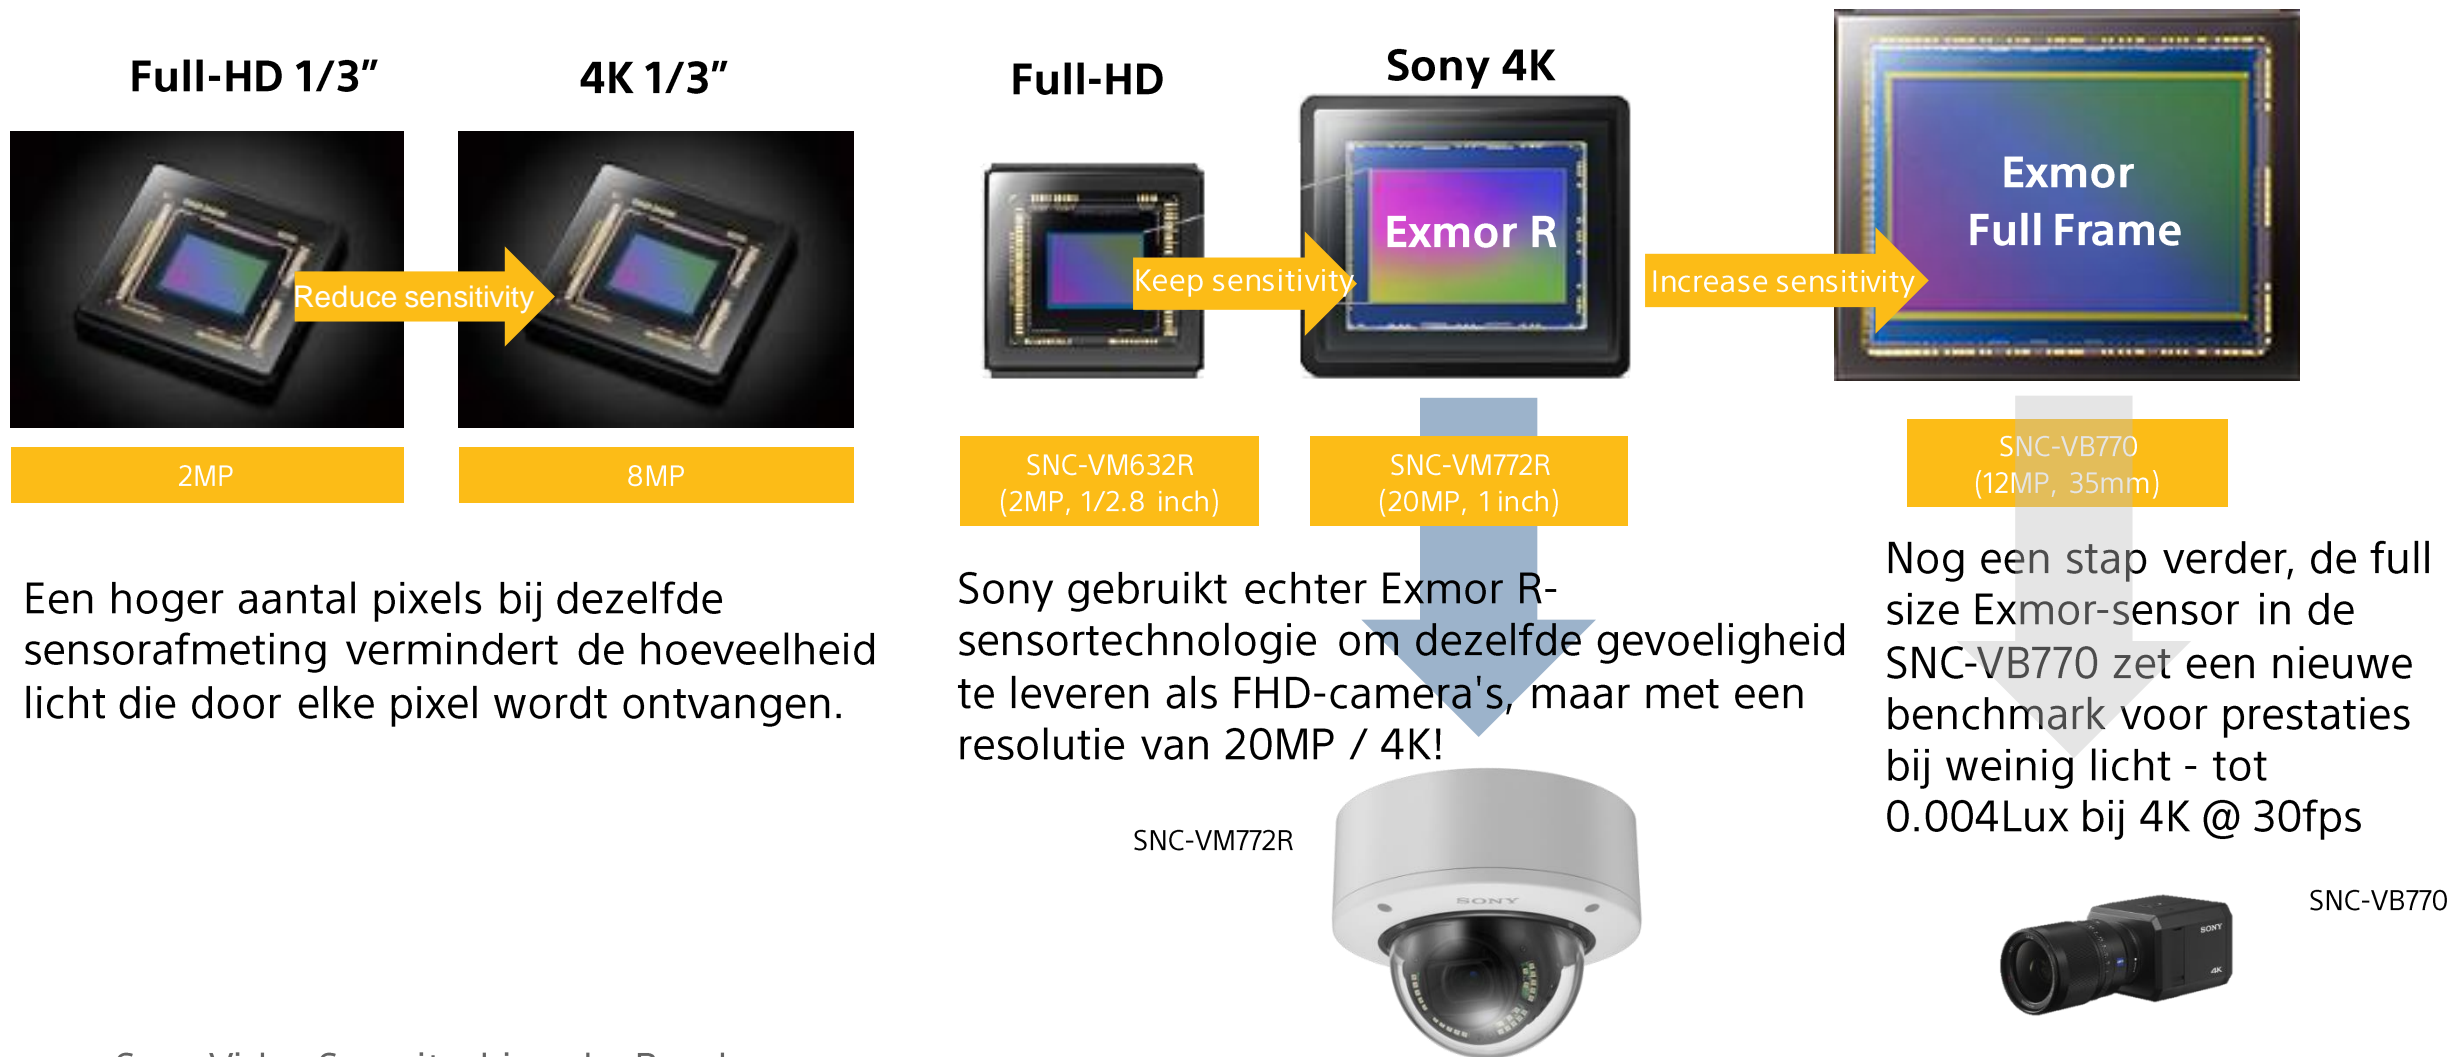 Full-HD 1/3”
4K 1/3”
Reduce sensitivity
2MP
8MP
Een hoger aantal pixels bij dezelfde
sensorafmeting vermindert de hoeveelheid
licht die door elke pixel wordt ontvangen.
Full-HD
Sony 4K
Exmor R
Exmor
Full Frame
Keep sensitivity
Increase sensitivity
SNC-VM632R
(2MP, 1/2.8 inch)
SNC-VM772R
(20MP, 1 inch)
SNC-VB770
(12MP, 35mm)
Sony gebruikt echter Exmor R-
sensortechnologie om dezelfde gevoeligheid
te leveren als FHD-camera's, maar met een
resolutie van 20MP / 4K!
Nog een stap verder, de full
size Exmor-sensor in de
SNC-VB770 zet een nieuwe
benchmark voor prestaties
bij weinig licht - tot
0.004Lux bij 4K @ 30fps
SNC-VM772R
SONY
SNC-VB770
SONY
4K